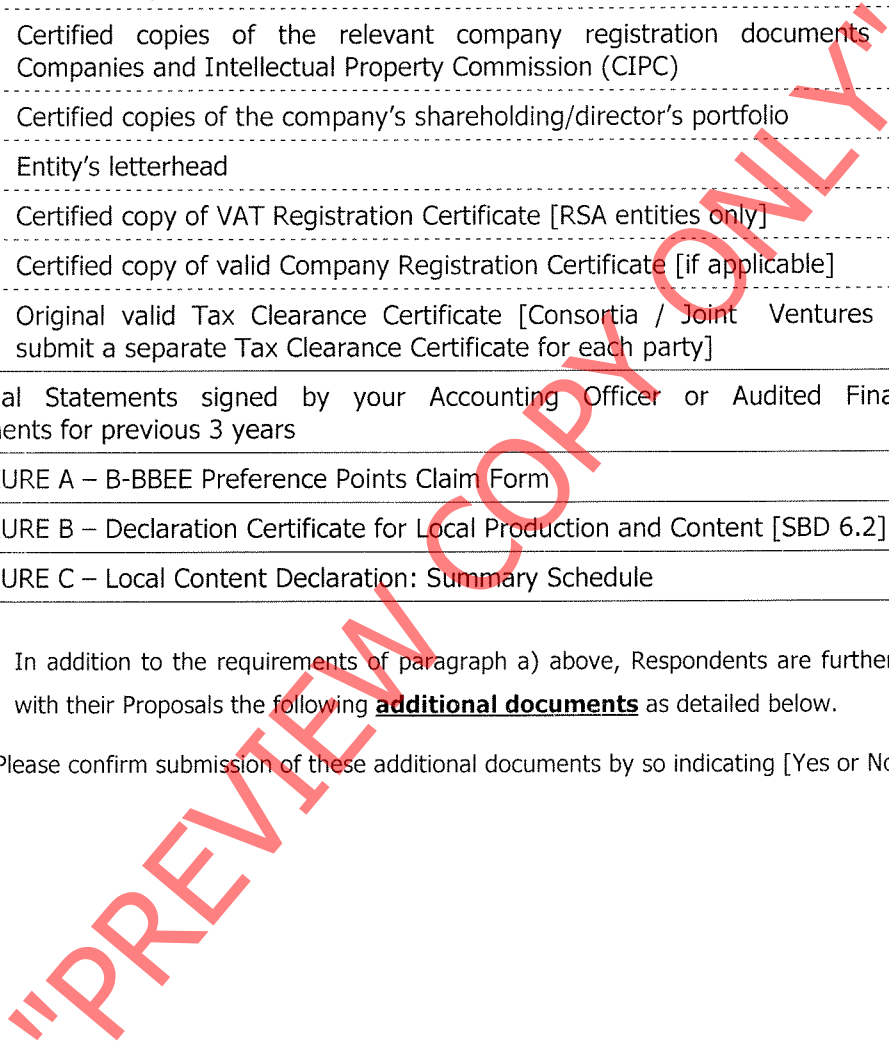 Certified copies of the relevant company registration documents
Companies and Intellectual Property Commission (CIPC)
Certified copies of the company's shareholding/director's portfolio
Entity's letterhead
Certified copy of VAT Registration Certificate [RSA entities only]
Certified copy of valid Company Registration Certificate [if applicable]
Original valid Tax Clearance Certificate [Consortia / Joint Ventures
submit a separate Tax Clearance Certificate for each party]
al Statements signed by your Accounting Officer or Audited Fina
ents for previous 3 years
URE A – B-BBEE Preference Points Claim Form
URE B – Declaration Certificate for Local Production and Content [SBD 6.2]
URE C – Local Content Declaration: Summary Schedule
In addition to the requirements of paragraph a) above, Respondents are further
with their Proposals the following additional documents as detailed below.
Please confirm submission of these additional documents by so indicating [Yes or No
"PREVIEW COPY ONLY"